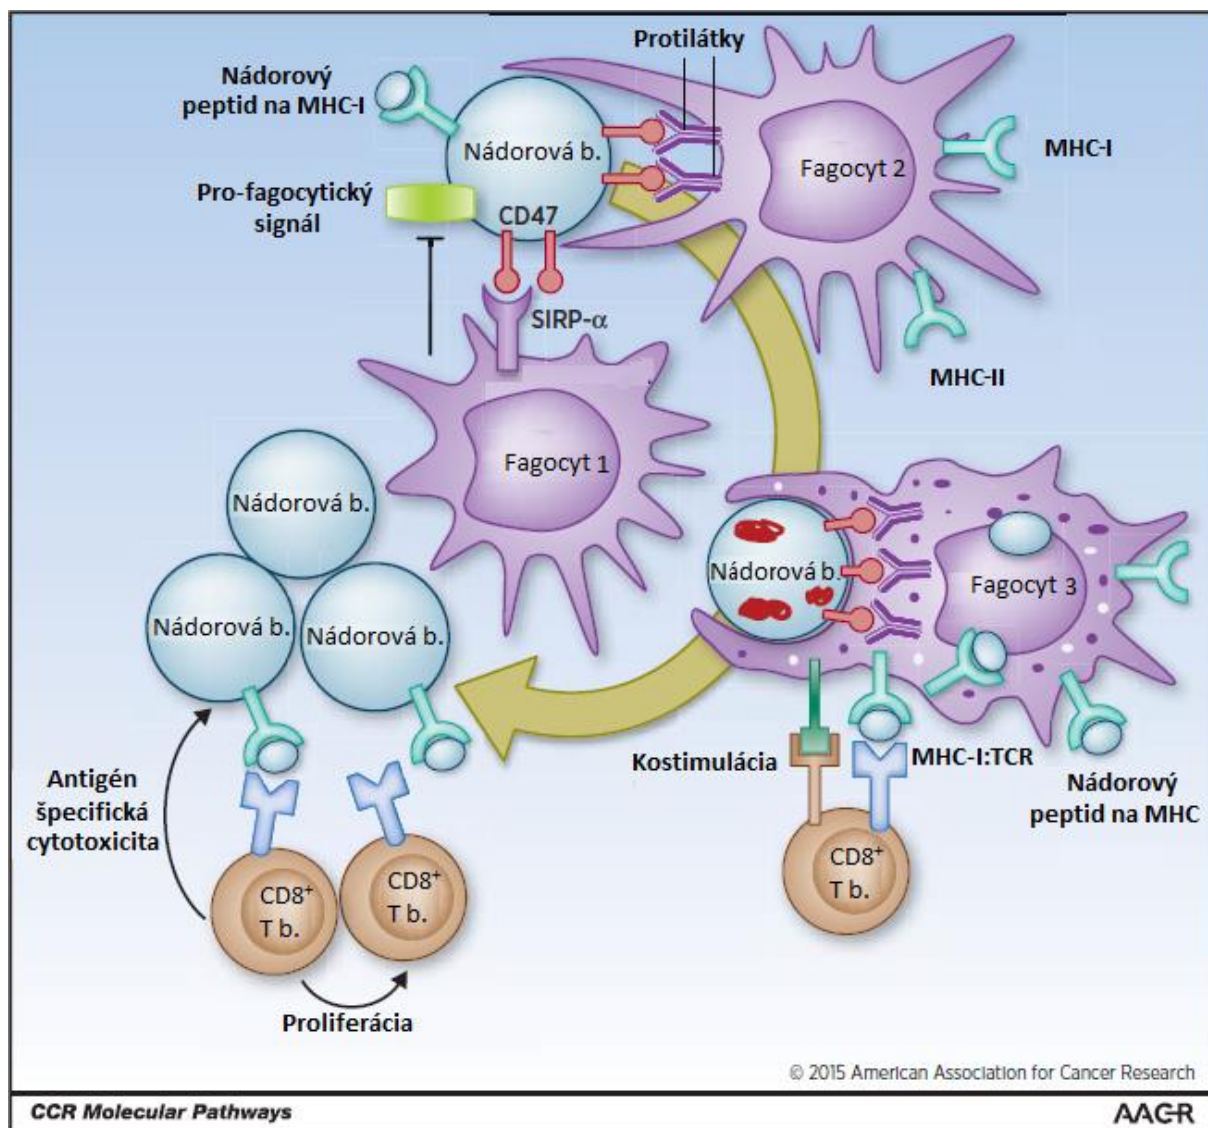 Protilátky
Nádorový
peptid na MHC-I
Nádorová b.
Fagocyt 2
MHC-I
Pro-fagocytický
signál
CD47
SIRP-α
MHC-II
Fagocyt 1
Nádorová b.
Nádorová b.
Nádorová b.
Nádorová b.
Fagocyt 3
Kostimulácia
MHC-I:TCR
Nádorový
peptid na MHC
Antigén
špecifická
cytotoxicita
CD8⁺
T b.
CD8⁺
T b.
CD8⁺
T b.
Proliferácia
© 2015 American Association for Cancer Research
CCR Molecular Pathways
AACR